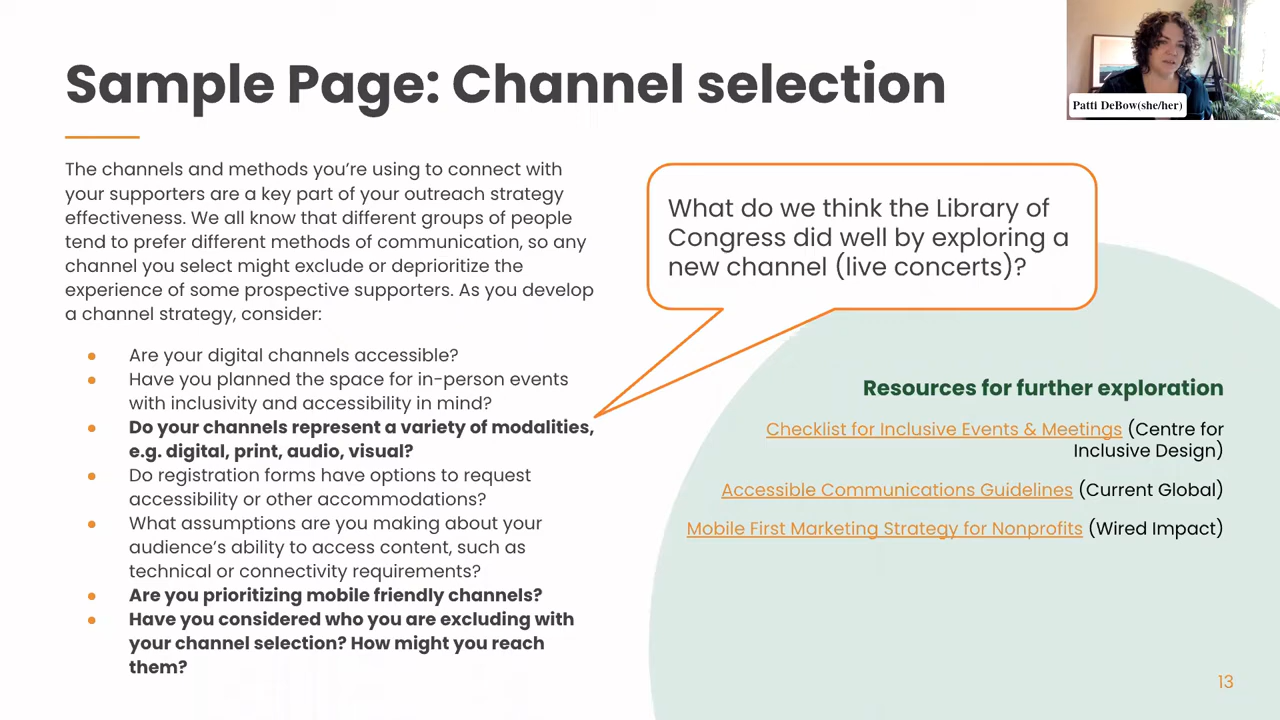 Sample Page: Channel selection
Patti DeBow(she/her)
The channels and methods you're using to connect with
your supporters are a key part of your outreach strategy
effectiveness. We all know that different groups of people
tend to prefer different methods of communication, so any
channel you select might exclude or deprioritize the
experience of some prospective supporters. As you develop
a channel strategy, consider:
● Are your digital channels accessible?
● Have you planned the space for in-person events
with inclusivity and accessibility in mind?
● Do your channels represent a variety of modalities,
e.g. digital, print, audio, visual?
● Do registration forms have options to request
accessibility or other accommodations?
● What assumptions are you making about your
audience's ability to access content, such as
technical or connectivity requirements?
● Are you prioritizing mobile friendly channels?
● Have you considered who you are excluding with
your channel selection? How might you reach
them?
What do we think the Library of
Congress did well by exploring a
new channel (live concerts)?
Resources for further exploration
Checklist for Inclusive Events & Meetings (Centre for
Inclusive Design)
Accessible Communications Guidelines (Current Global)
Mobile First Marketing Strategy for Nonprofits (Wired Impact)
13